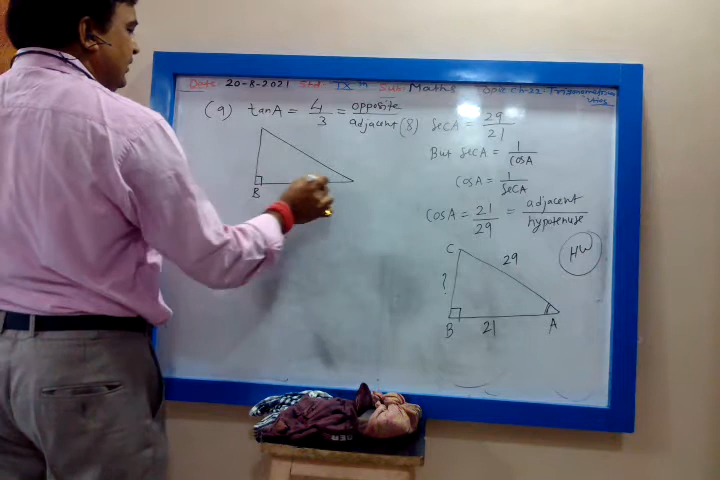 Date: 20-8-2021 Std: IXth Sub: Maths
(9) tanA = 4/3 = opposite/adjacent
B
(8) SecA = 29/21
But SecA = 1/CosA
CosA = 1/SecA
CosA = 21/29 = adjacent/hypotenuse
HW
C 29
?
B 21 A